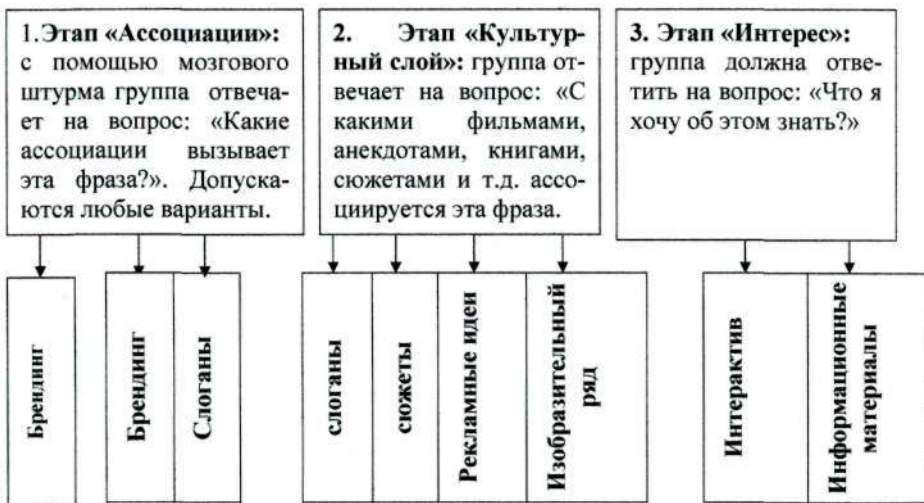 1.Этап «Ассоциации»:
с помощью мозгового
штурма группа отвеча-
ет на вопрос: «Какие
ассоциации вызывает
эта фраза?». Допуска-
ются любые варианты.
2. Этап «Культур-
ный слой»: группа от-
вечает на вопрос: «С
какими фильмами,
анекдотами, книгами,
сюжетами и т.д. ассо-
циируется эта фраза.
3. Этап «Интерес»:
группа должна отве-
тить на вопрос: «Что я
хочу об этом знать?»
Брендинг
Брендинг
Слоганы
слоганы
сюжеты
Рекламные идеи
Изобразительный
ряд
Интерактив
Информационные
материалы